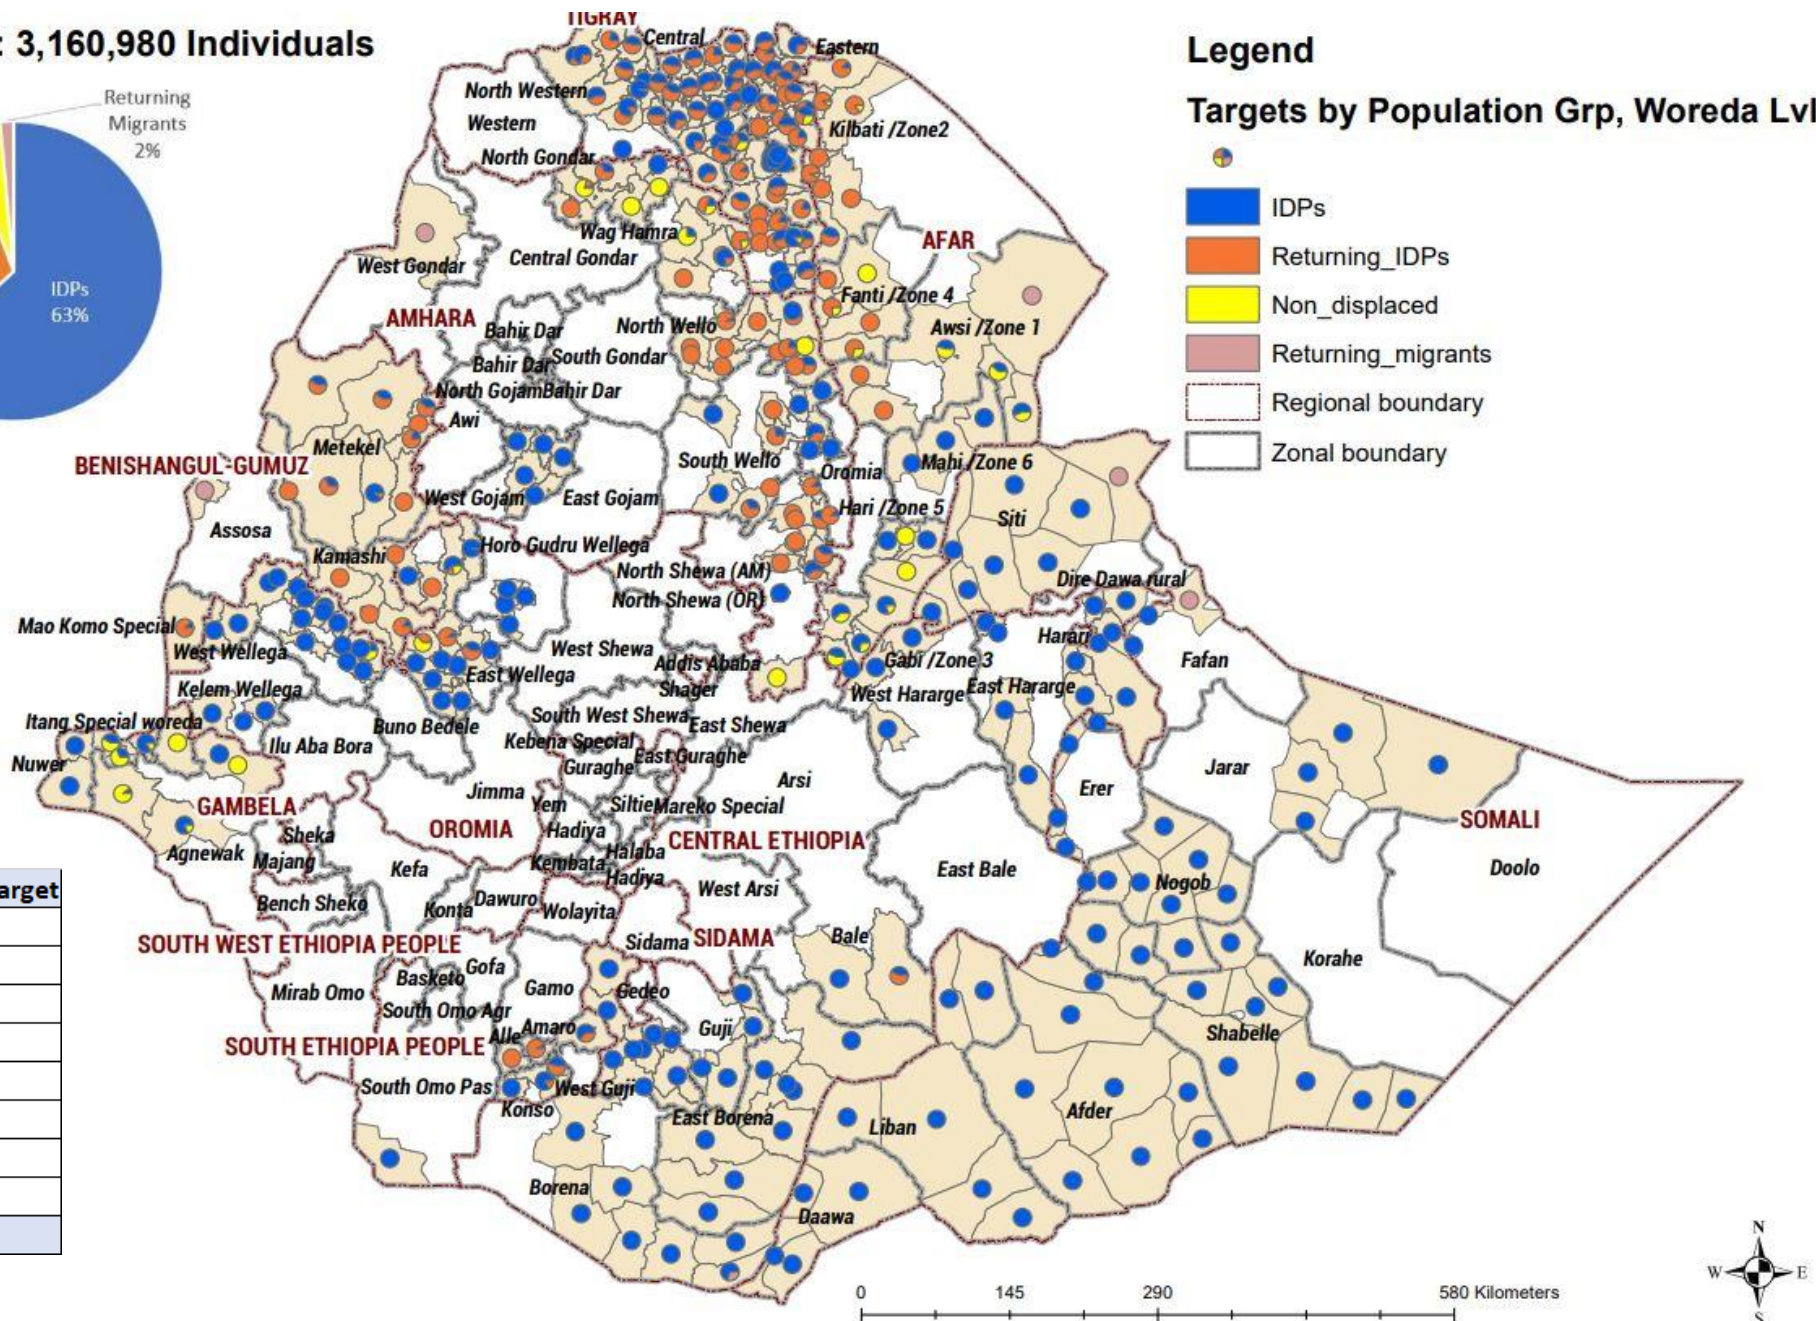 : 3,160,980 Individuals
Returning
Migrants
2%
IDPs
63%
arget
Legend
Targets by Population Grp, Woreda Lvl
IDPs
Returning_IDPs
Non_displaced
Returning_migrants
Regional boundary
Zonal boundary
TIGRAY
Central
Eastern
North Western
Western
Kilbati /Zone2
North Gondar
Wag Hamra
AFAR
Central Gondar
West Gondar
Fanti /Zone 4
AMHARA
Bahir Dar
North Wello
Awsi /Zone 1
Bahir Dar
South Gondar
North Gojam
Bahir Dar
Awi
Metekel
BENISHANGUL-GUMUZ
South Wello
Oromia
Mahi /Zone 6
West Gojam
East Gojam
Hari /Zone 5
Siti
Assosa
Kamashi
Horo Gudru Wellega
North Shewa (AM)
Dire Dawa rural
North Shewa (OR)
Mao Komo Special
Harari
West Wellega
West Shewa
Addis Ababa
Gabi /Zone 3
Fafan
East Wellega
Kelem Wellega
Shager
West Hararge
East Hararge
Itang Special woreda
Buno Bedele
South West Shewa
East Shewa
Ilu Aba Bora
Kebena Special
East Guraghe
Nuwer
Guraghe
Jarar
Arsi
Erer
GAMBELA
Jimma
Yem
Siltie
Mareko Special
Sheka
OROMIA
Hadiya
CENTRAL ETHIOPIA
SOMALI
Agnewak
Majang
Kefa
Kembata
Halaba
Hadiya
East Bale
Doolo
West Arsi
Nogob
Bench Sheko
Konta
Dawuro
Wolayita
SOUTH WEST ETHIOPIA PEOPLE
Sidama
SIDAMA
Bale
Korahe
Basketo
Gofa
Gamo
Gedeo
Mirab Omo
South Omo Agr
Amaro
Alle
Guji
Shabelle
SOUTH ETHIOPIA PEOPLE
South Omo Pas
West Guji
Konso
East Borena
Liban
Afder
Borena
Daawa
0 145 290 580 Kilometers
N
W E
S